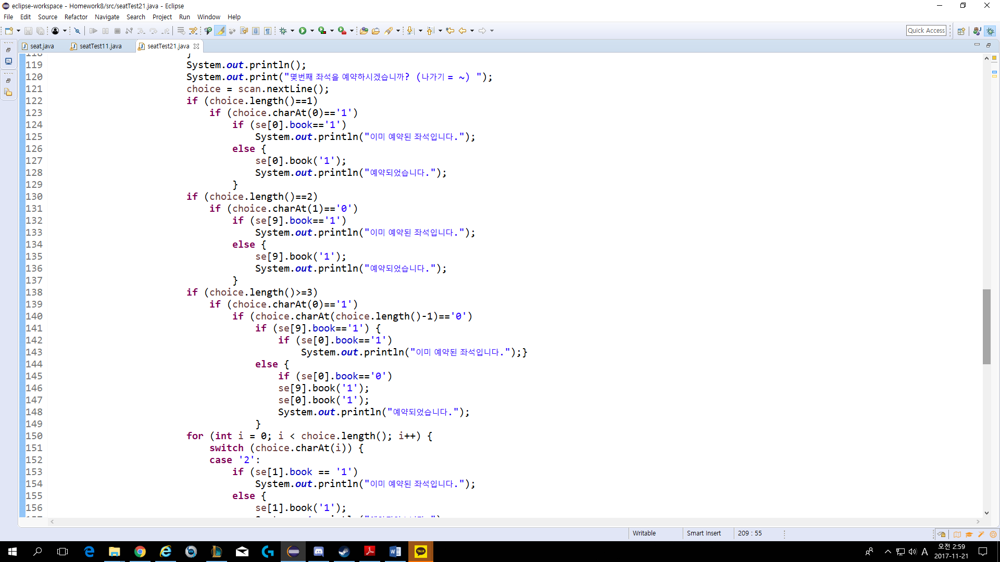 eclipse-workspace - Homework8/src/seatTest21.java - Eclipse
File Edit Source Refactor Navigate Search Project Run Window Help
Quick Access
seat.java seatTest11.java seatTest21.java
118 }
119 System.out.println();
120 System.out.print("몇번째 좌석을 예약하시겠습니까? (나가기 = ~) ");
121 choice = scan.nextLine();
122 if (choice.length()==1)
123 if (choice.charAt(0)=='1')
124 if (se[0].book=='1')
125 System.out.println("이미 예약된 좌석입니다.");
126 else {
127 se[0].book('1');
128 System.out.println("예약되었습니다.");
129 }
130 if (choice.length()==2)
131 if (choice.charAt(1)=='0')
132 if (se[9].book=='1')
133 System.out.println("이미 예약된 좌석입니다.");
134 else {
135 se[9].book('1');
136 System.out.println("예약되었습니다.");
137 }
138 if (choice.length()>=3)
139 if (choice.charAt(0)=='1')
140 if (choice.charAt(choice.length()-1)=='0')
141 if (se[9].book=='1') {
142 if (se[0].book=='1')
143 System.out.println("이미 예약된 좌석입니다.");}
144 else {
145 if (se[0].book=='0')
146 se[9].book('1');
147 se[0].book('1');
148 System.out.println("예약되었습니다.");
149 }
150 for (int i = 0; i < choice.length(); i++) {
151 switch (choice.charAt(i)) {
152 case '2':
153 if (se[1].book == '1')
154 System.out.println("이미 예약된 좌석입니다.");
155 else {
156 se[1].book('1');
Writable Smart Insert 209 : 55
TALK
A 오전 2:59
2017-11-21